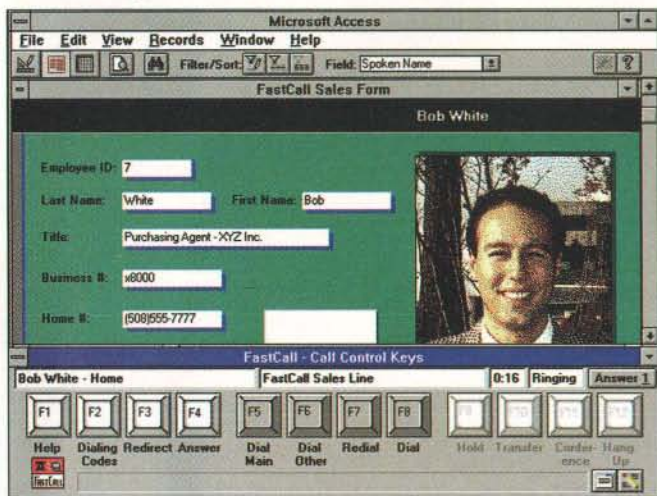 Microsoft Access
File Edit View Records Window Help
Filter/Sort: Field: Spoken Name
FastCall Sales Form
Bob White
Employee ID: 7
Last Name: White First Name: Bob
Title: Purchasing Agent - XYZ Inc.
Business #: x8000
Home #: (508)555-7777
FastCall - Call Control Keys
Bob White - Home FastCall Sales Line 0:16 Ringing Answer 1
F1 F2 F3 F4 F5 F6 F7 F8 F9 F10 F11 F12
Help Dialing Redirect Answer Dial Dial Redial Dial Hold Transfer Confer- Hang
Codes Main Other ence Up
FastCALL